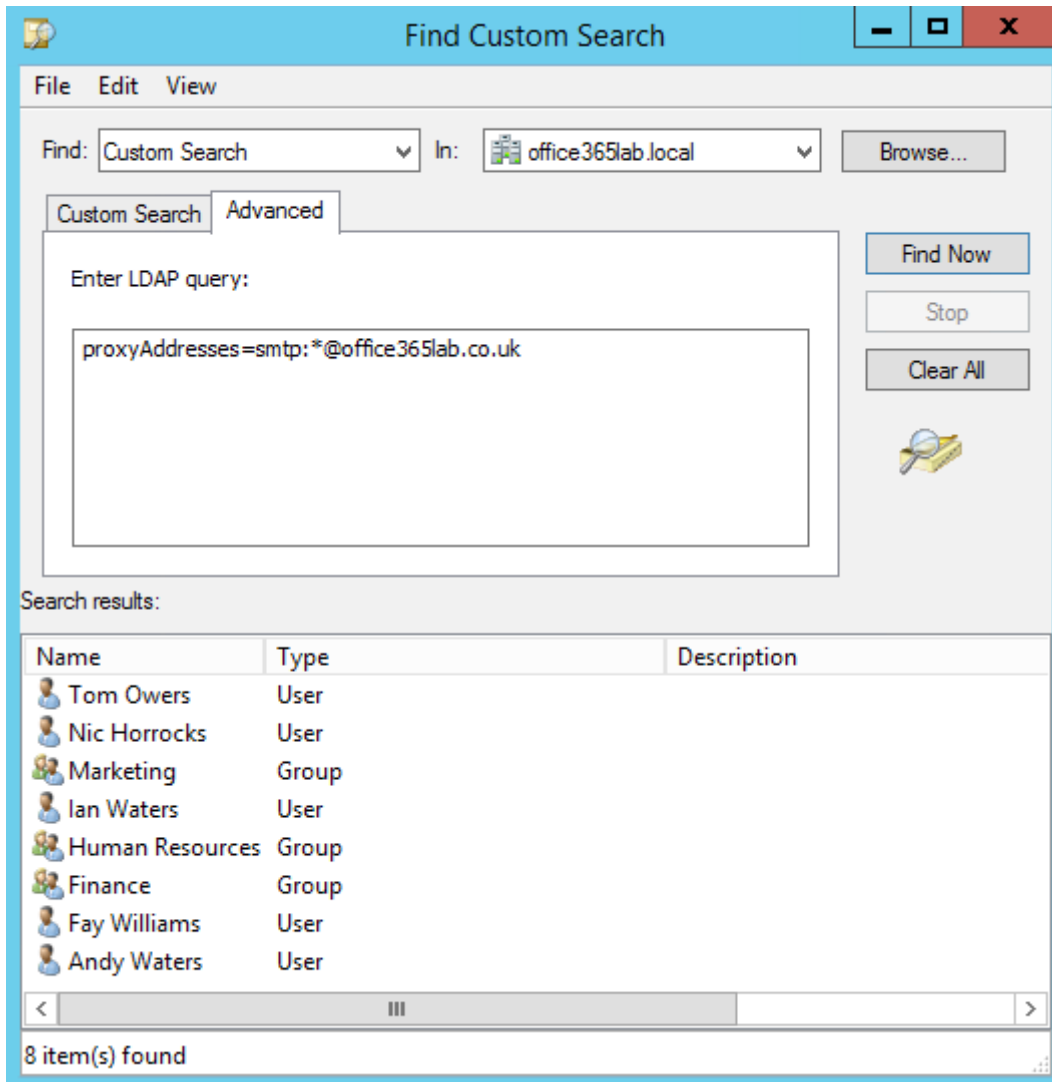 Find Custom Search
File Edit View
Find: Custom Search In: office365lab.local Browse...
Custom Search Advanced
Find Now
Enter LDAP query:
Stop
proxyAddresses=smtp:*@office365lab.co.uk
Clear All
Search results:
Name Type Description
Tom Owers User
Nic Horrocks User
Marketing Group
Ian Waters User
Human Resources Group
Finance Group
Fay Williams User
Andy Waters User
8 item(s) found